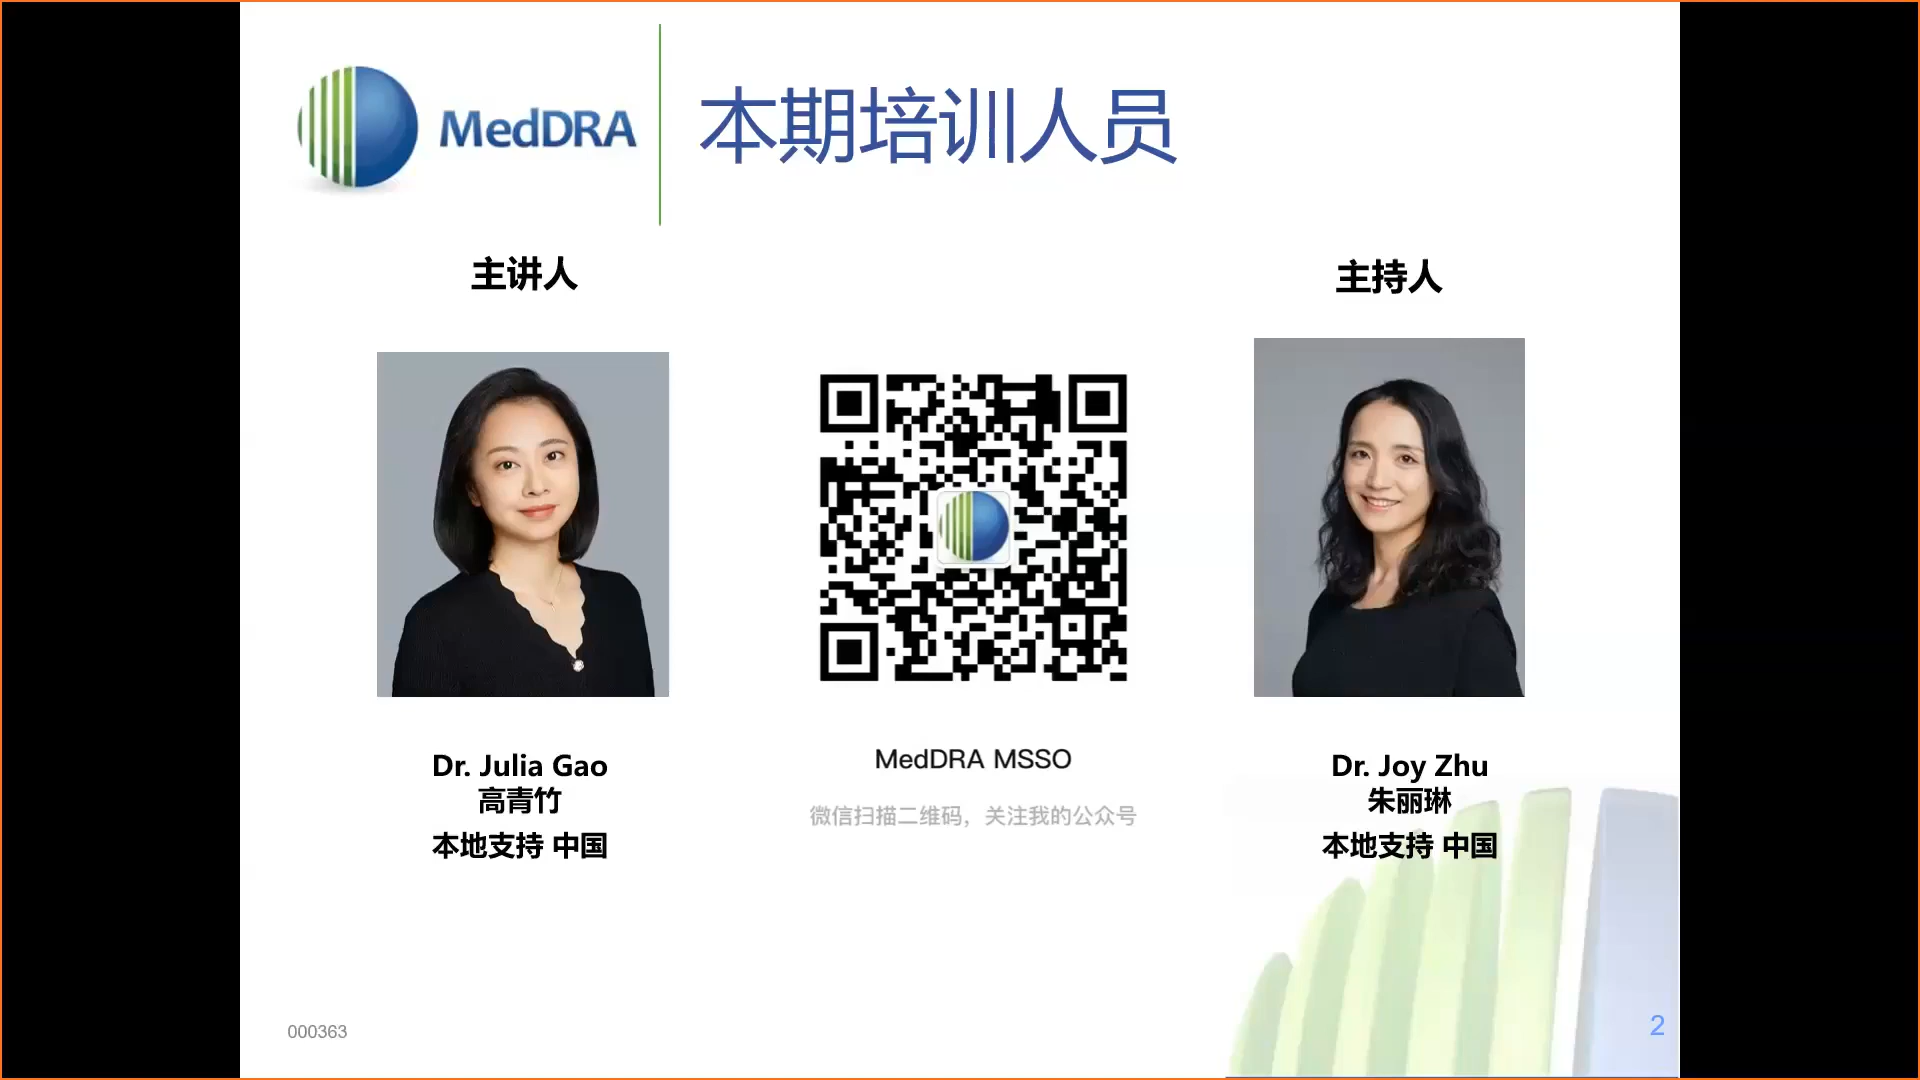 MedDRA
本期培训人员
主讲人
主持人
Dr. Julia Gao
高青竹
本地支持 中国
MedDRA MSSO
微信扫描二维码，关注我的公众号
Dr. Joy Zhu
朱丽琳
本地支持 中国
000363
2